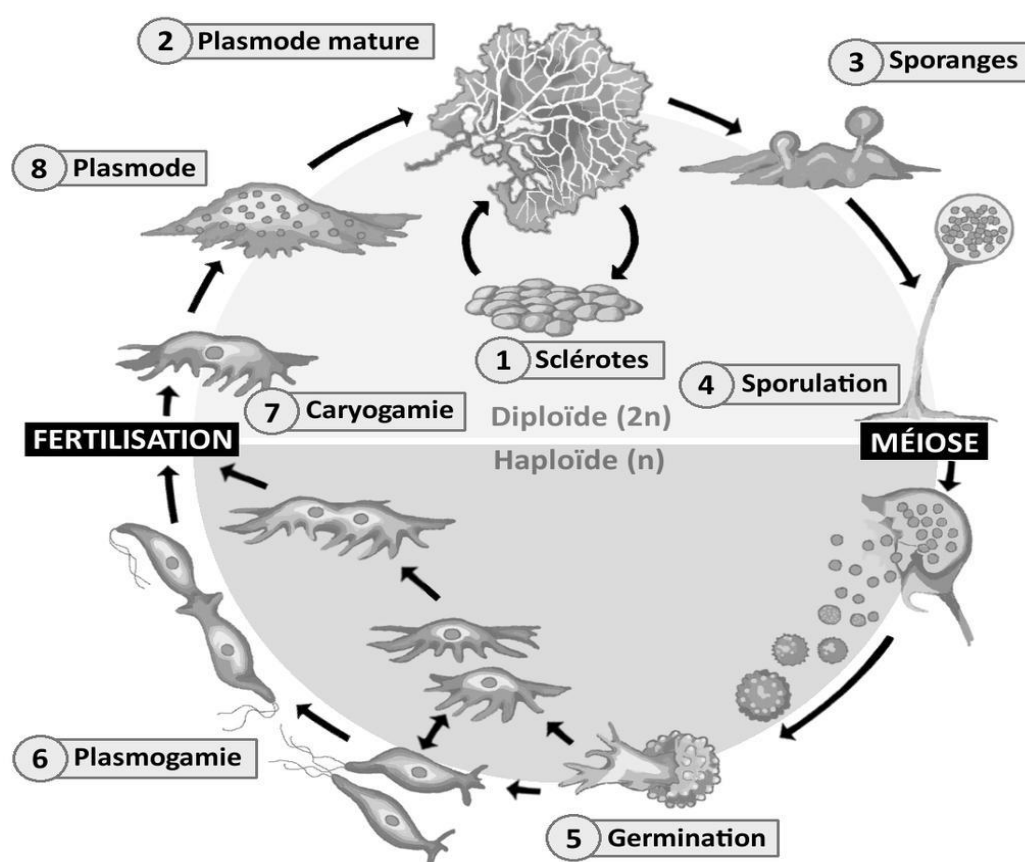 2 Plasmode mature
3 Sporanges
8 Plasmode
1 Sclérotes
4 Sporulation
7 Caryogamie
Diploïde (2n)
FERTILISATION
MÉIOSE
Haploïde (n)
6 Plasmogamie
5 Germination